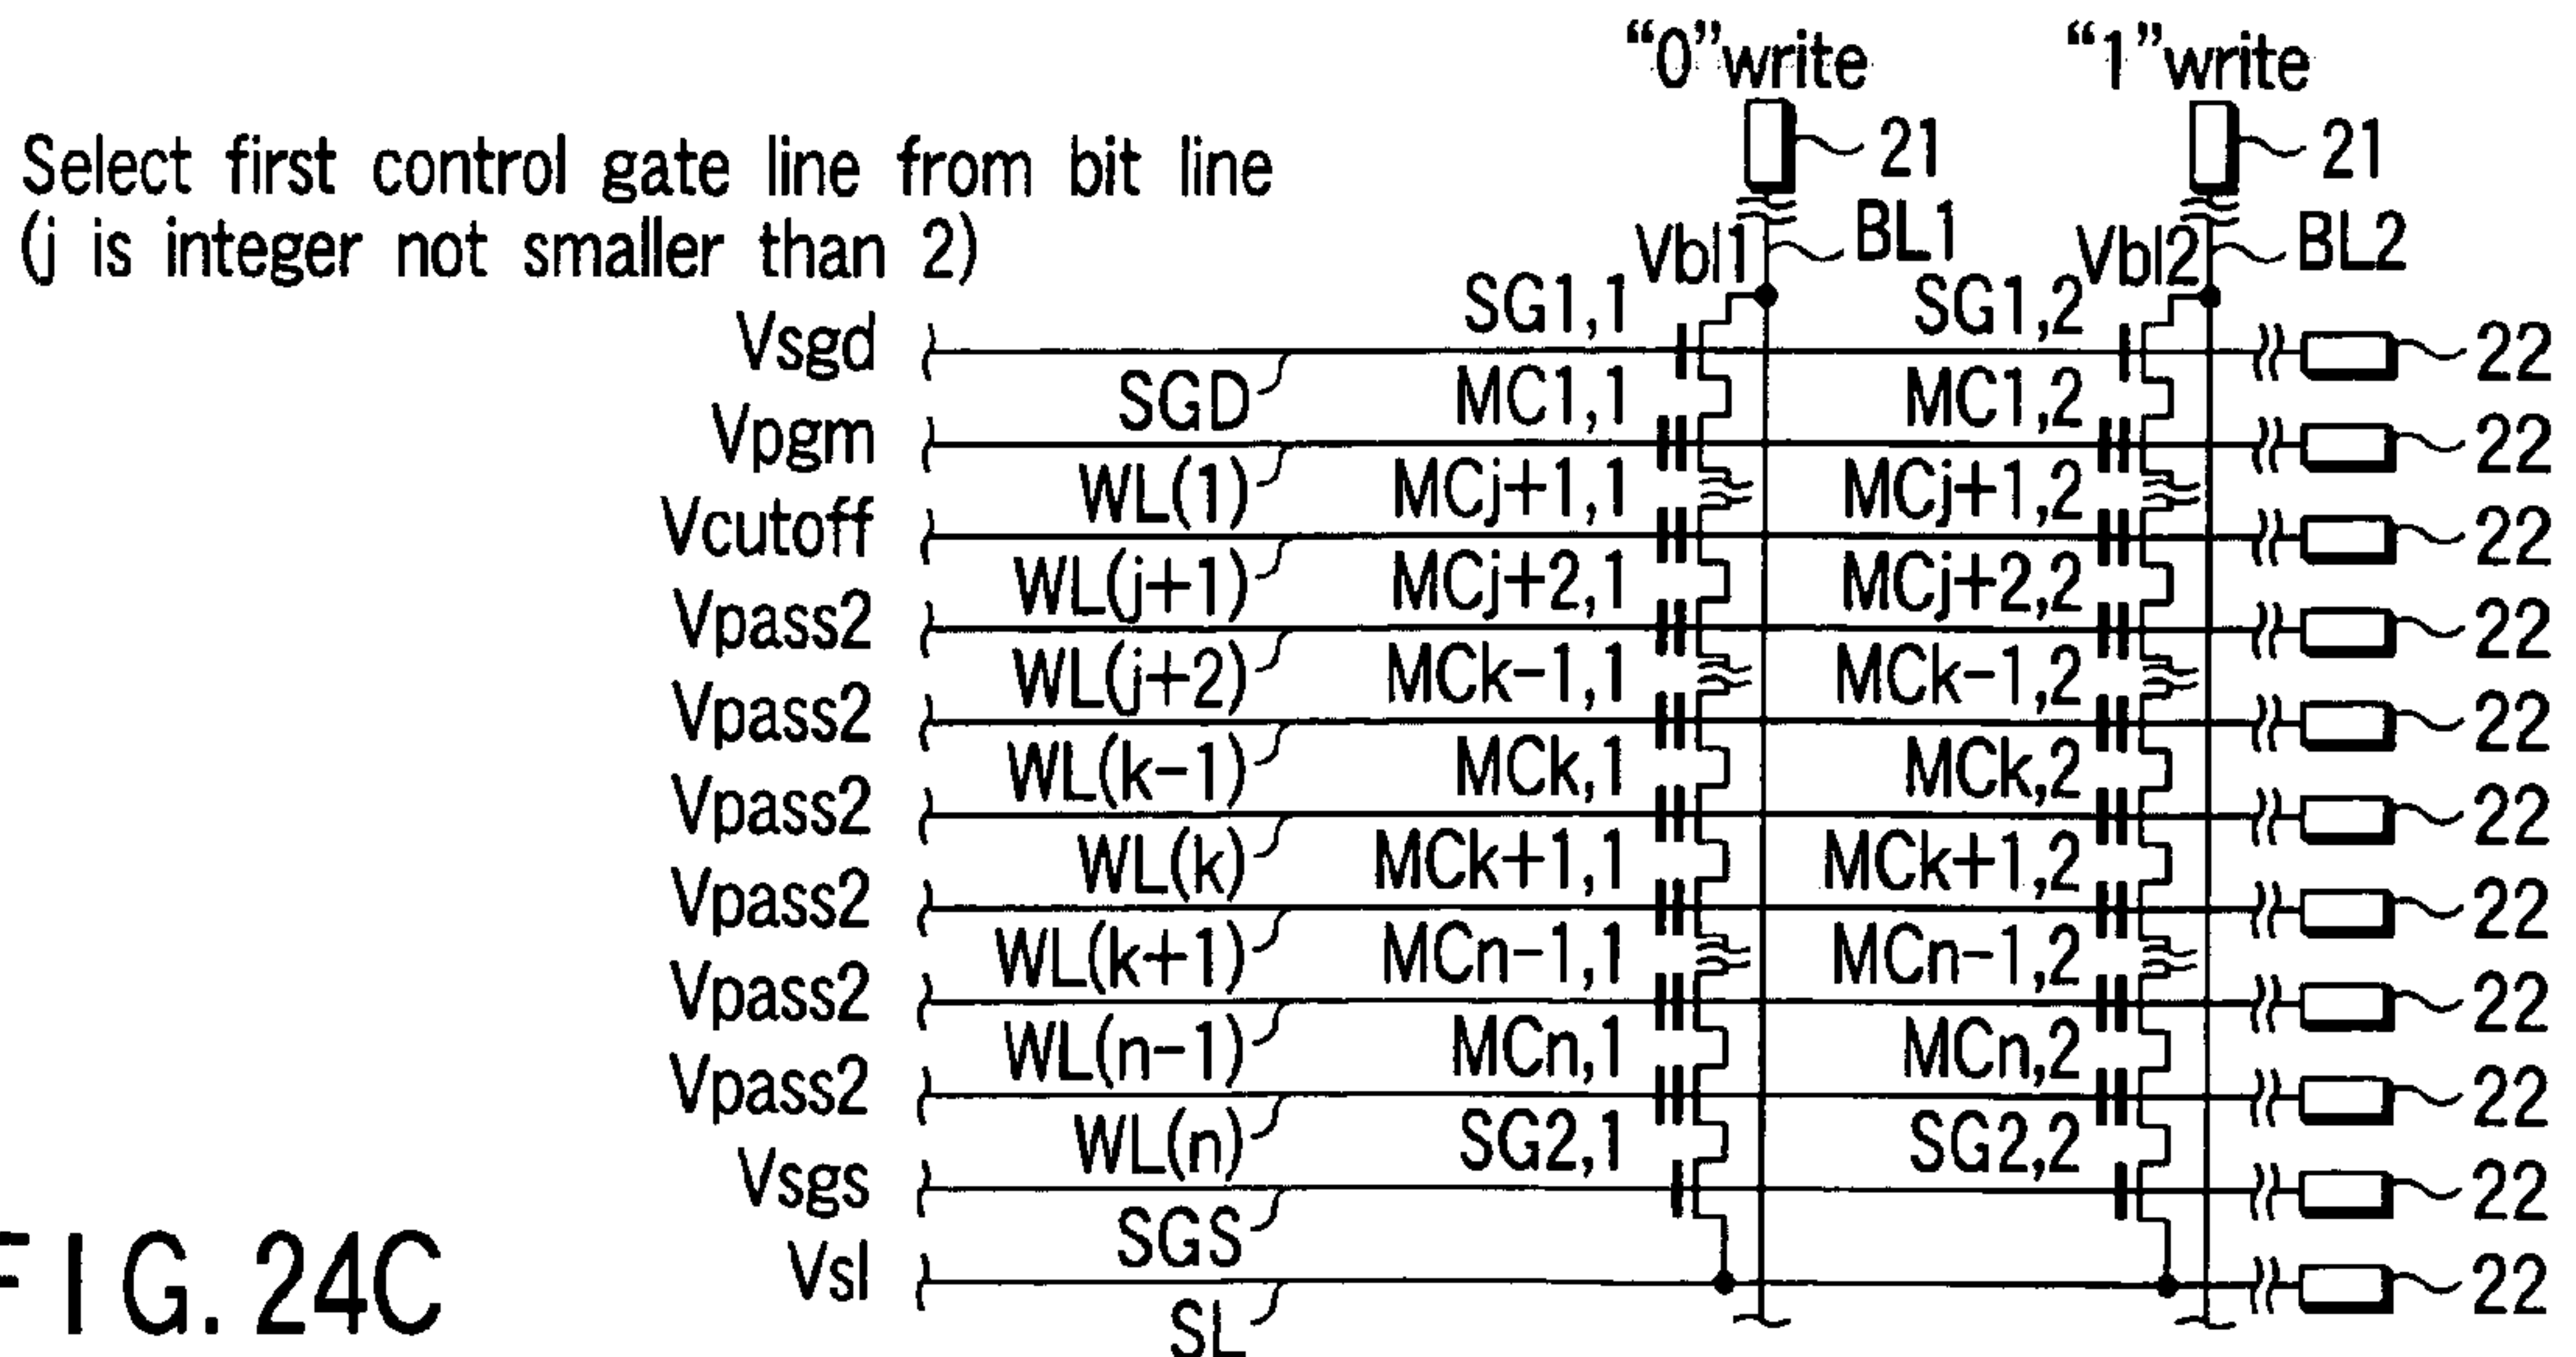 “0”write “1”write
21 21
Select first control gate line from bit line
(j is integer not smaller than 2)
Vbl1 BL1 Vbl2 BL2
SG1,1 SG1,2
Vsgd 22
SGD MC1,1 MC1,2
Vpgm 22
WL(1) MCj+1,1 MCj+1,2
Vcutoff 22
WL(j+1) MCj+2,1 MCj+2,2
Vpass2 22
WL(j+2) MCk-1,1 MCk-1,2
Vpass2 22
WL(k-1) MCk,1 MCk,2
Vpass2 22
WL(k) MCk+1,1 MCk+1,2
Vpass2 22
WL(k+1) MCn-1,1 MCn-1,2
Vpass2 22
WL(n-1) MCn,1 MCn,2
Vpass2 22
WL(n) SG2,1 SG2,2
Vsgs 22
SGS
Vsl 22
SL
FIG. 24C